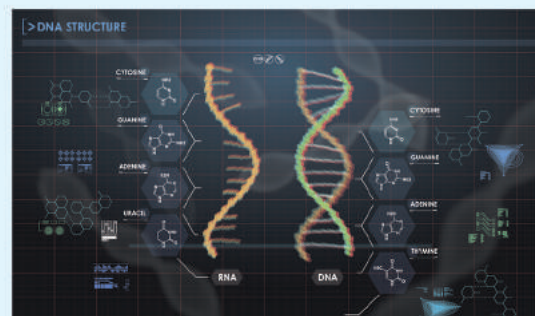 [>DNA STRUCTURE
CYTOSINE
GUANINE
ADENINE
URACIL
RNA
DNA
CYTOSINE
GUANINE
ADENINE
THYMINE